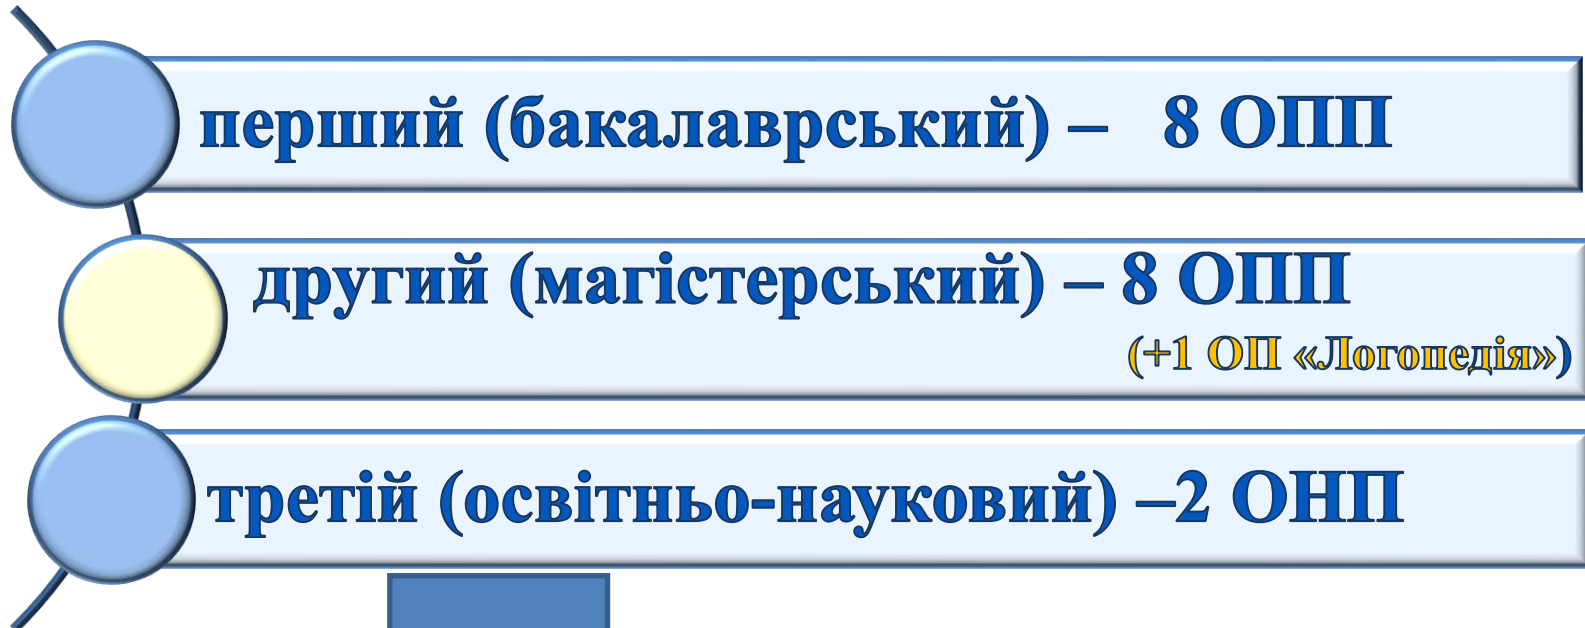 перший (бакалаврський) – 8 ОПП
другий (магістерський) – 8 ОПП
(+1 ОП «Логопедія»)
третій (освітньо-науковий) –2 ОНП